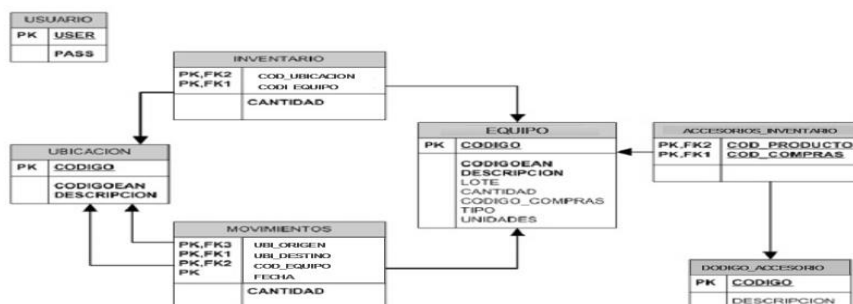 USUARIO
PK USER
PASS
INVENTARIO
PK,FK2 COD_UBICACION
PK,FK1 CODI_EQUIPO
CANTIDAD
UBICACION
PK CODIGO
CODIGOEAN
DESCRIPCION
EQUIPO
PK CODIGO
CODIGOEAN
DESCRIPCION
LOTE
CANTIDAD
CODIGO_COMPRAS
TIPO
UNIDADES
ACCESORIOS_INVENTARIO
PK,FK2 COD_PRODUCTO
PK,FK1 COD_COMPRAS
MOVIMIENTOS
PK,FK3 UBI_ORIGEN
PK,FK1 UBI_DESTINO
PK,FK2 COD_EQUIPO
PK FECHA
CANTIDAD
DODIGO_ACCESORIO
PK CODIGO
DESCRIPCION